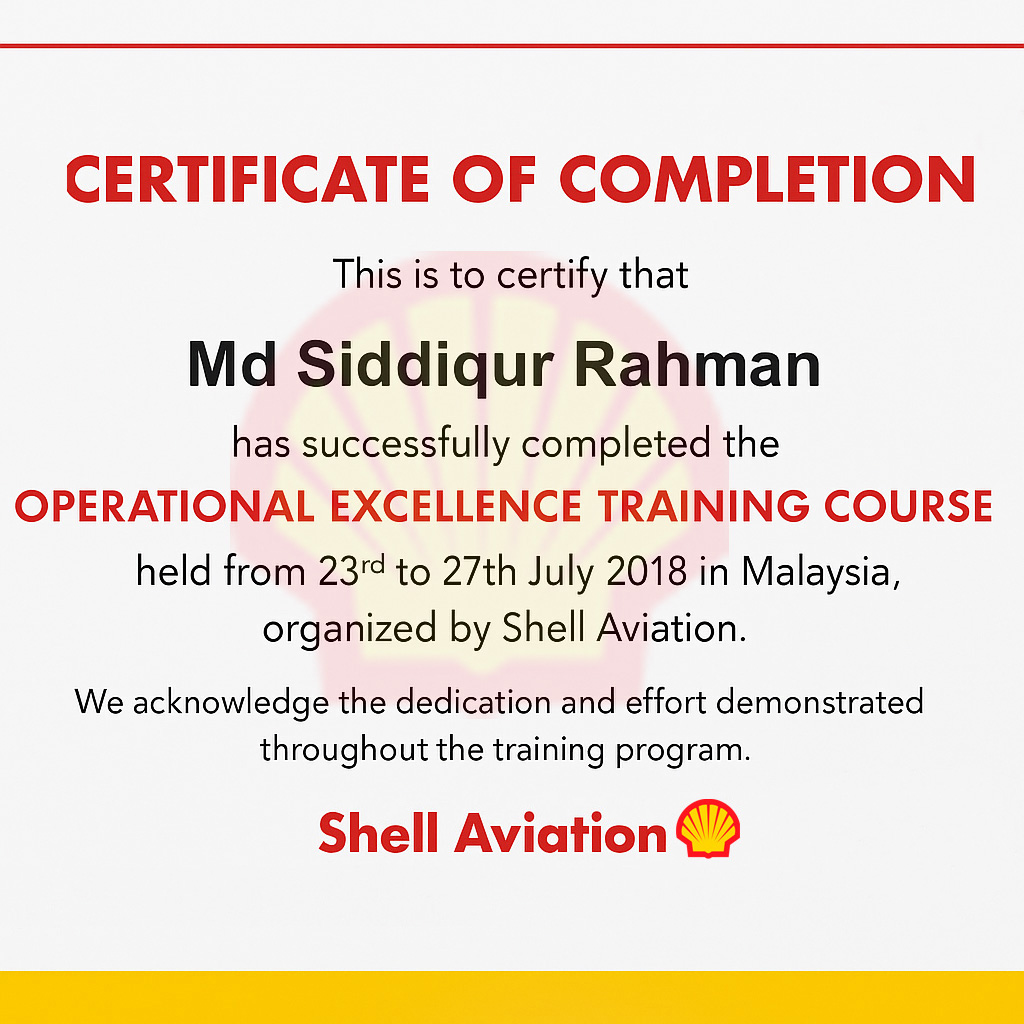 CERTIFICATE OF COMPLETION
This is to certify that
Md Siddiqur Rahman
has successfully completed the
OPERATIONAL EXCELLENCE TRAINING COURSE
held from 23rd to 27th July 2018 in Malaysia,
organized by Shell Aviation.
We acknowledge the dedication and effort demonstrated
throughout the training program.
Shell Aviation